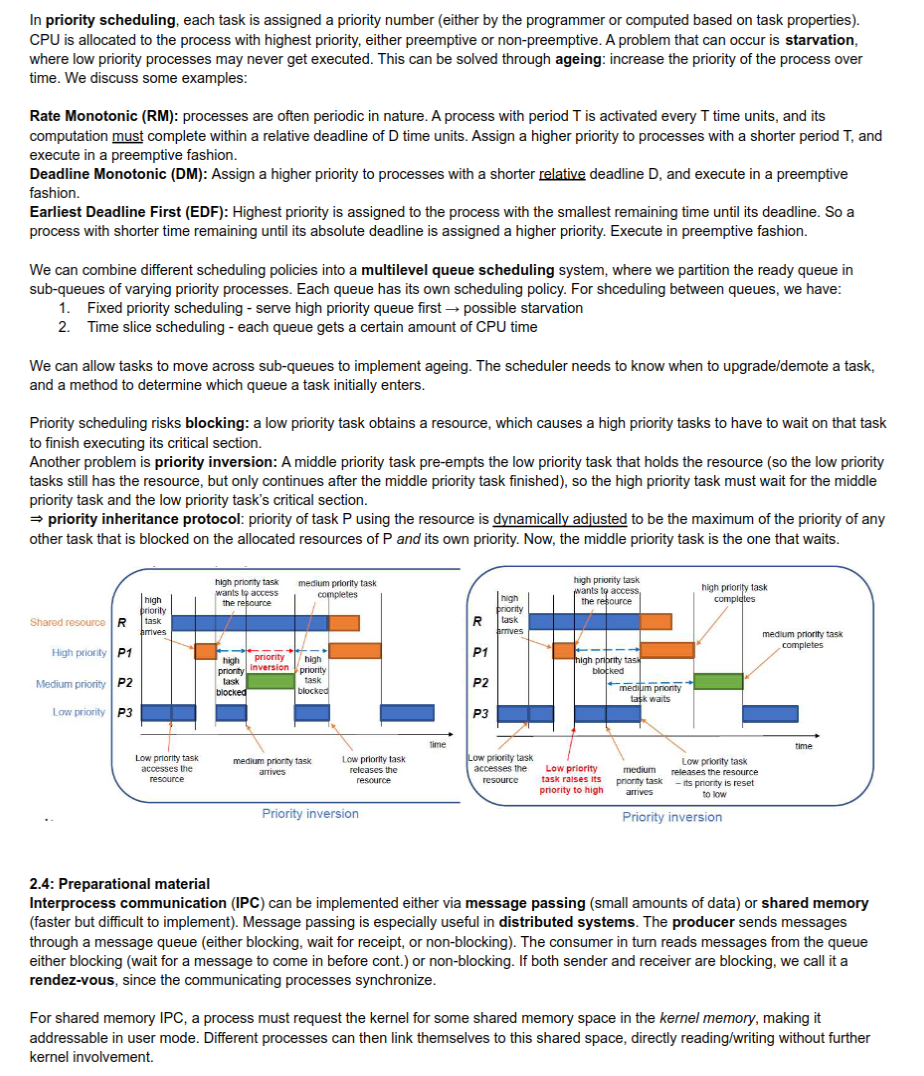 In priority scheduling, each task is assigned a priority number (either by the programmer or computed based on task properties).
CPU is allocated to the process with highest priority, either preemptive or non-preemptive. A problem that can occur is starvation,
where low priority processes may never get executed. This can be solved through ageing: increase the priority of the process over
time. We discuss some examples:
Rate Monotonic (RM): processes are often periodic in nature. A process with period T is activated every T time units, and its
computation must complete within a relative deadline of D time units. Assign a higher priority to processes with a shorter period T, and
execute in a preemptive fashion.
Deadline Monotonic (DM): Assign a higher priority to processes with a shorter relative deadline D, and execute in a preemptive
fashion.
Earliest Deadline First (EDF): Highest priority is assigned to the process with the smallest remaining time until its deadline. So a
process with shorter time remaining until its absolute deadline is assigned a higher priority. Execute in preemptive fashion.
We can combine different scheduling policies into a multilevel queue scheduling system, where we partition the ready queue in
sub-queues of varying priority processes. Each queue has its own scheduling policy. For shceduling between queues, we have:
1. Fixed priority scheduling - serve high priority queue first → possible starvation
2. Time slice scheduling - each queue gets a certain amount of CPU time
We can allow tasks to move across sub-queues to implement ageing. The scheduler needs to know when to upgrade/demote a task,
and a method to determine which queue a task initially enters.
Priority scheduling risks blocking: a low priority task obtains a resource, which causes a high priority tasks to have to wait on that task
to finish executing its critical section.
Another problem is priority inversion: A middle priority task pre-empts the low priority task that holds the resource (so the low priority
tasks still has the resource, but only continues after the middle priority task finished), so the high priority task must wait for the middle
priority task and the low priority task's critical section.
⇒ priority inheritance protocol: priority of task P using the resource is dynamically adjusted to be the maximum of the priority of any
other task that is blocked on the allocated resources of P and its own priority. Now, the middle priority task is the one that waits.
high priority task
wants to access
the resource
medium priority task
completes
high
priority
task
arrives
Shared resource R
High priority P1
Medium priority P2
Low priority P3
high
priority
task
blocked
priority
inversion
high
priority
task
blocked
time
Low priority task
accesses the
resource
medium priority task
arrives
Low priority task
releases the
resource
Priority inversion
high priority task
wants to access
the resource
high priority task
completes
high
priority
task
arrives
R
P1
P2
P3
medium priority task
completes
high priority task
blocked
medium priority
task waits
time
Low priority task
accesses the
resource
Low priority
task raises its
priority to high
medium
priority task
arrives
Low priority task
releases the resource
– its priority is reset
to low
Priority inversion
2.4: Preparational material
Interprocess communication (IPC) can be implemented either via message passing (small amounts of data) or shared memory
(faster but difficult to implement). Message passing is especially useful in distributed systems. The producer sends messages
through a message queue (either blocking, wait for receipt, or non-blocking). The consumer in turn reads messages from the queue
either blocking (wait for a message to come in before cont.) or non-blocking. If both sender and receiver are blocking, we call it a
rendez-vous, since the communicating processes synchronize.
For shared memory IPC, a process must request the kernel for some shared memory space in the kernel memory, making it
addressable in user mode. Different processes can then link themselves to this shared space, directly reading/writing without further
kernel involvement.